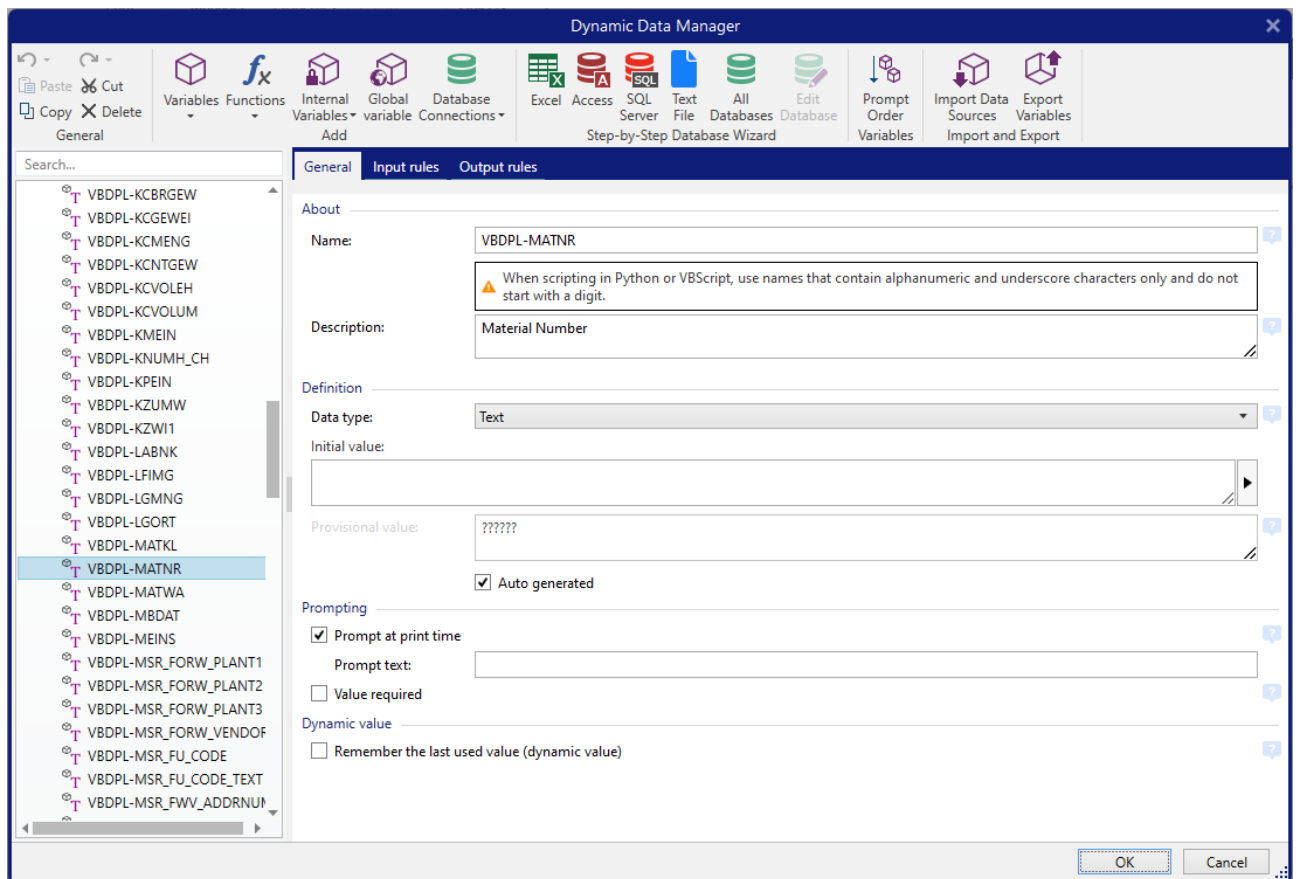 Dynamic Data Manager
Paste Cut
Copy Delete
General
Variables Functions
Internal Variables Global variable Database Connections
Add
Excel Access SQL Server Text File All Databases Edit Database
Step-by-Step Database Wizard
Prompt Order
Variables
Import Data Sources Export Variables
Import and Export
Search...
VBDPL-KCBRGEW
VBDPL-KCGEWEI
VBDPL-KCMENG
VBDPL-KCNTGEW
VBDPL-KCVOLEH
VBDPL-KCVOLUM
VBDPL-KMEIN
VBDPL-KNUMH_CH
VBDPL-KPEIN
VBDPL-KZUMW
VBDPL-KZWI1
VBDPL-LABNK
VBDPL-LFIMG
VBDPL-LGMNG
VBDPL-LGORT
VBDPL-MATKL
VBDPL-MATNR
VBDPL-MATWA
VBDPL-MBDAT
VBDPL-MEINS
VBDPL-MSR_FORW_PLANT1
VBDPL-MSR_FORW_PLANT2
VBDPL-MSR_FORW_PLANT3
VBDPL-MSR_FORW_VENDOR
VBDPL-MSR_FU_CODE
VBDPL-MSR_FU_CODE_TEXT
VBDPL-MSR_FWV_ADDRNUM
General Input rules Output rules
About
Name: VBDPL-MATNR
When scripting in Python or VBScript, use names that contain alphanumeric and underscore characters only and do not
start with a digit.
Description: Material Number
Definition
Data type: Text
Initial value:
Provisional value: ??????
Auto generated
Prompting
Prompt at print time
Prompt text:
Value required
Dynamic value
Remember the last used value (dynamic value)
OK Cancel